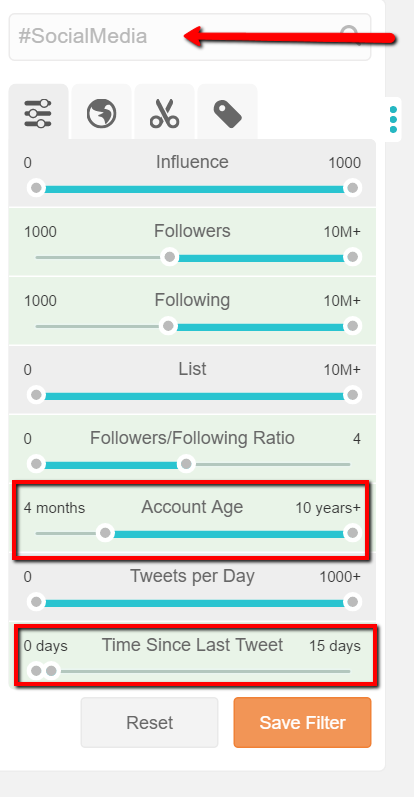 #SocialMedia
0 Influence 1000
1000 Followers 10M+
1000 Following 10M+
0 List 10M+
0 Followers/Following Ratio 4
4 months Account Age 10 years+
0 Tweets per Day 1000+
0 days Time Since Last Tweet 15 days
Reset Save Filter